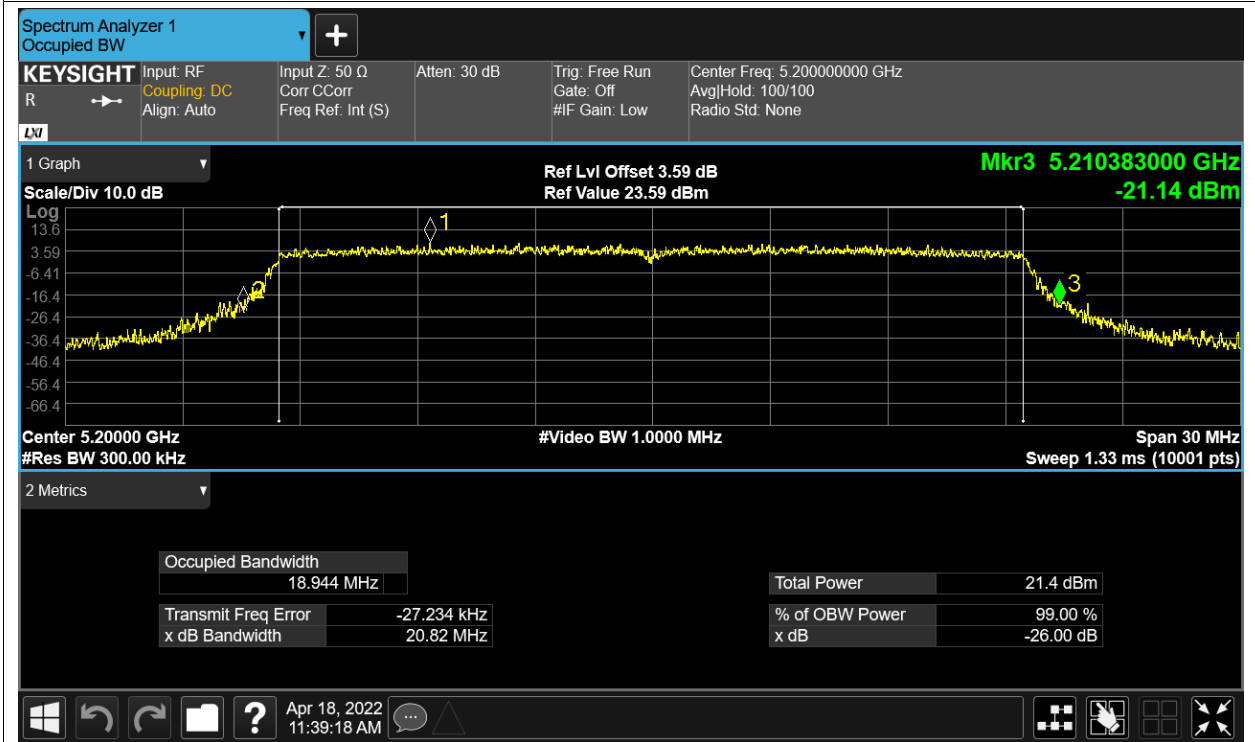 Spectrum Analyzer 1
Occupied BW
KEYSIGHT
R
LXI
Input: RF
Coupling: DC
Align: Auto
Input Z: 50 Ω
Corr CCorr
Freq Ref: Int (S)
Atten: 30 dB
Trig: Free Run
Gate: Off
#IF Gain: Low
Center Freq: 5.200000000 GHz
Avg|Hold: 100/100
Radio Std: None
1 Graph
Scale/Div 10.0 dB
Ref Lvl Offset 3.59 dB
Ref Value 23.59 dBm
Mkr3 5.210383000 GHz
-21.14 dBm
Log
13.6
3.59
-6.41
-16.4
-26.4
-36.4
-46.4
-56.4
-66.4
1
2
3
Center 5.20000 GHz
#Video BW 1.0000 MHz
Span 30 MHz
#Res BW 300.00 kHz
Sweep 1.33 ms (10001 pts)
2 Metrics
Occupied Bandwidth
18.944 MHz
Total Power 21.4 dBm
Transmit Freq Error -27.234 kHz
% of OBW Power 99.00 %
x dB Bandwidth 20.82 MHz
x dB -26.00 dB
?
Apr 18, 2022
11:39:18 AM